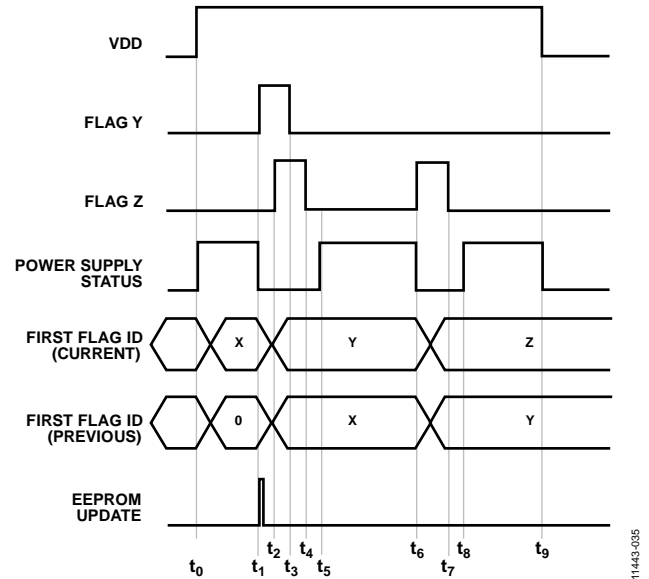 VDD
FLAG Y
FLAG Z
POWER SUPPLY
STATUS
FIRST FLAG ID
(CURRENT)
X
Y
Z
FIRST FLAG ID
(PREVIOUS)
0
X
Y
EEPROM
UPDATE
t0
t1
t2
t3
t4
t5
t6
t7
t8
t9
11443-035